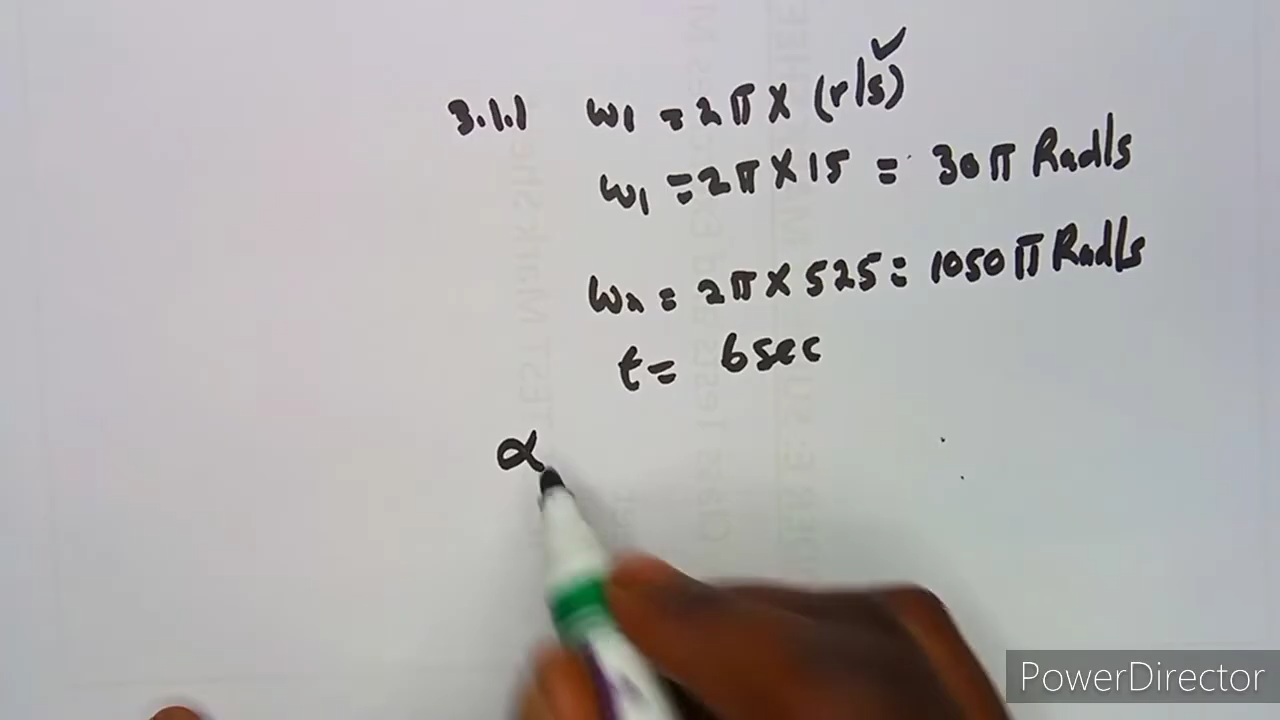 3.1.1 ω1 = 2π × (r/s) ✓
ω1 = 2π × 15 = 30π Rad/s
ω2 = 2π × 525 = 1050π Rad/s
t = 6sec
α
PowerDirector